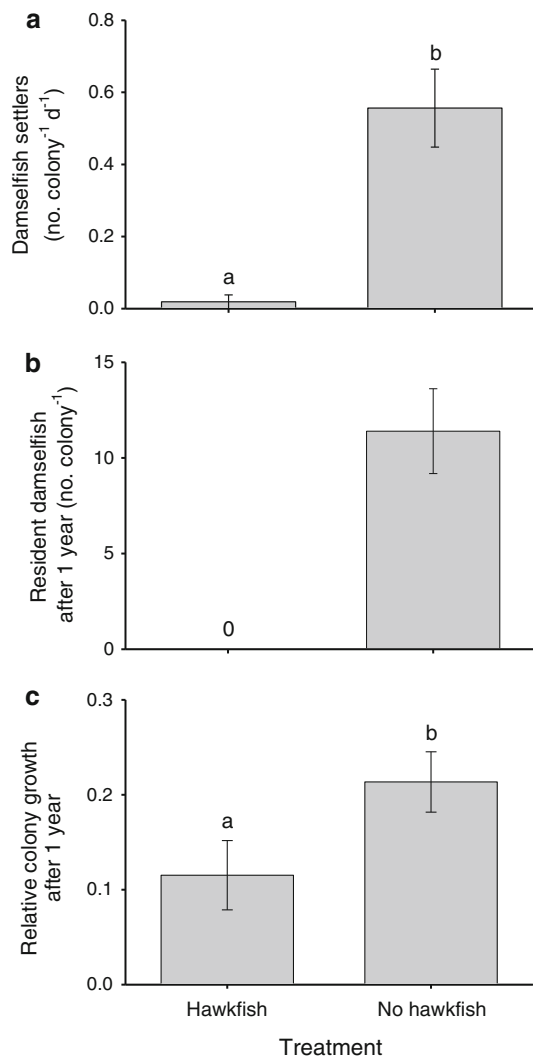 a
Damselfish settlers
(no. colony⁻¹ d⁻¹)
0.8
0.6
0.4
0.2
0.0
a
b
b
Resident damselfish
after 1 year (no. colony⁻¹)
15
10
5
0
0
c
Relative colony growth
after 1 year
0.3
0.2
0.1
0.0
a
b
Hawkfish
No hawkfish
Treatment